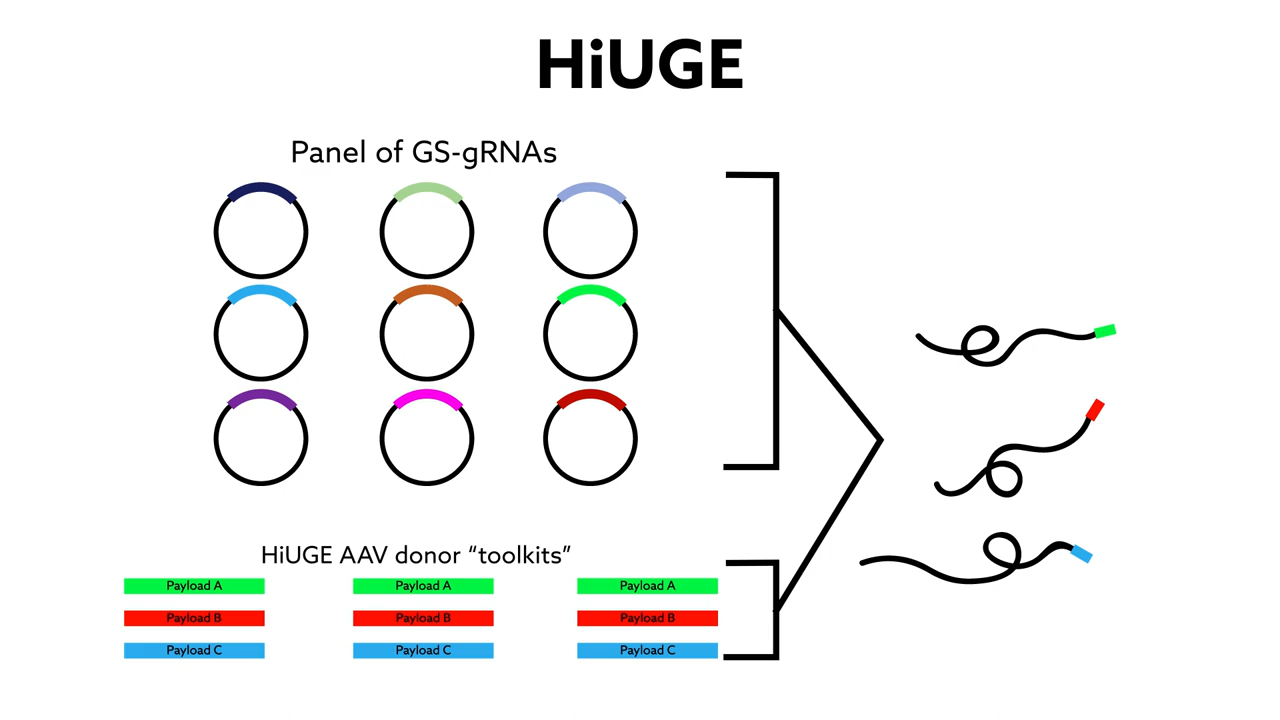 HiUGE
Panel of GS-gRNAs
HiUGE AAV donor “toolkits”
Payload A Payload A Payload A
Payload B Payload B Payload B
Payload C Payload C Payload C